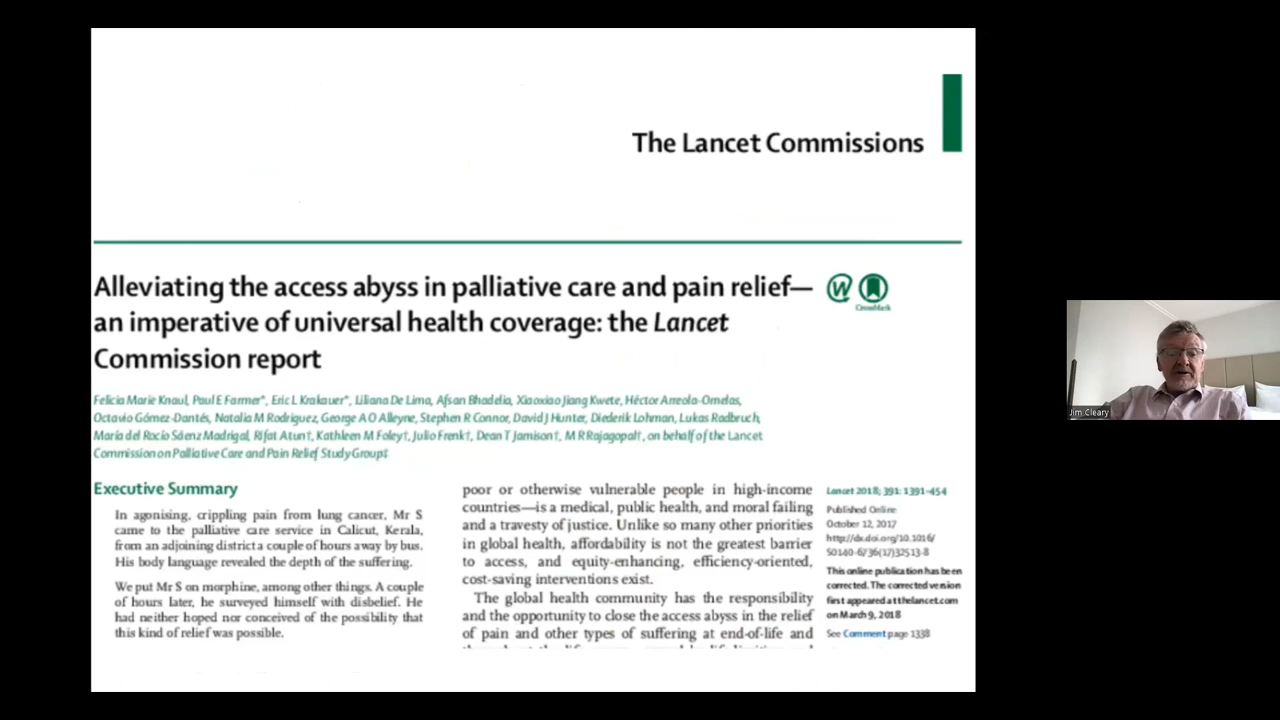 The Lancet Commissions
Alleviating the access abyss in palliative care and pain relief—
an imperative of universal health coverage: the Lancet
Commission report
Crossmark
Felicia Marie Knaul, Paul E Farmer*, Eric L Krakauer*, Liliana De Lima, Afsan Bhadelia, Xiaoxiao Jiang Kwete, Héctor Arreola-Ornelas,
Octavio Gómez-Dantés, Natalia M Rodriguez, George A O Alleyne, Stephen R Connor, David J Hunter, Diederik Lohman, Lukas Radbruch,
María del Rocío Sáenz Madrigal, Rifat Atun†, Kathleen M Foley†, Julio Frenk†, Dean T Jamison†, M R Rajagopal†, on behalf of the Lancet
Commission on Palliative Care and Pain Relief Study Group‡
Executive Summary
In agonising, crippling pain from lung cancer, Mr S
came to the palliative care service in Calicut, Kerala,
from an adjoining district a couple of hours away by bus.
His body language revealed the depth of the suffering.
We put Mr S on morphine, among other things. A couple
of hours later, he surveyed himself with disbelief. He
had neither hoped nor conceived of the possibility that
this kind of relief was possible.
poor or otherwise vulnerable people in high-income
countries—is a medical, public health, and moral failing
and a travesty of justice. Unlike so many other priorities
in global health, affordability is not the greatest barrier
to access, and equity-enhancing, efficiency-oriented,
cost-saving interventions exist.
The global health community has the responsibility
and the opportunity to close the access abyss in the relief
of pain and other types of suffering at end-of-life and
Lancet 2018; 391: 1391–454
Published Online
October 12, 2017
http://dx.doi.org/10.1016/
S0140-6736(17)32513-8
This online publication has been
corrected. The corrected version
first appeared at thelancet.com
on March 9, 2018
See Comment page 1338
Jim Cleary